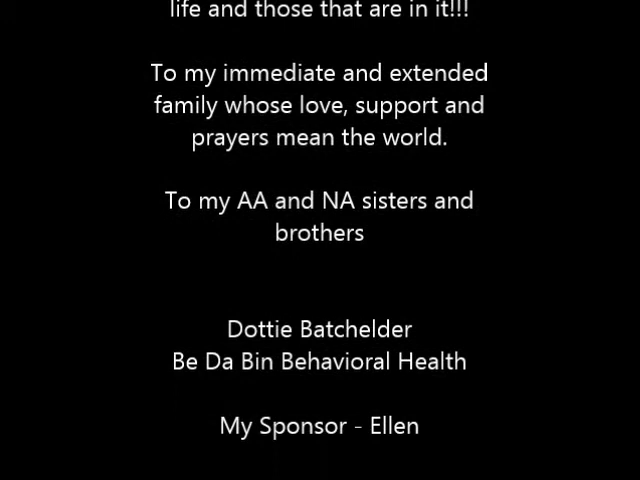 life and those that are in it!!!
To my immediate and extended
family whose love, support and
prayers mean the world.
To my AA and NA sisters and
brothers
Dottie Batchelder
Be Da Bin Behavioral Health
My Sponsor - Ellen